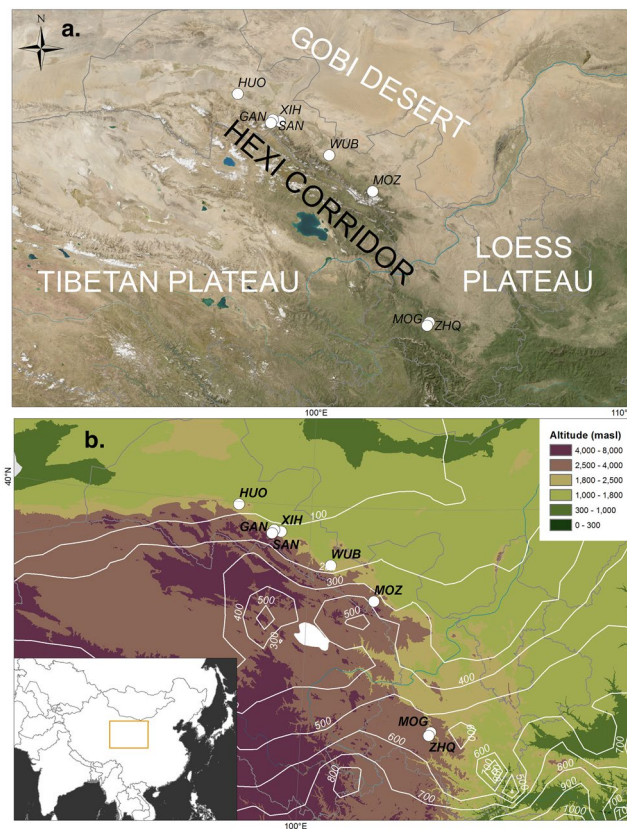 a.
GOBI DESERT
HUO
GAN
XIH
SAN
WUB
MOZ
HEXI CORRIDOR
LOESS
PLATEAU
TIBETAN PLATEAU
MOG
ZHQ
100°E
110°
b.
Altitude (masl)
4,000 - 8,000
2,500 - 4,000
1,800 - 2,500
1,000 - 1,800
300 - 1,000
0 - 300
40°N
HUO
100
GAN
XIH
SAN
WUB
300
MOZ
500
400
500
300
400
500
MOG
600
600
ZHQ
600
800
800
700
700
900
1000
100°E